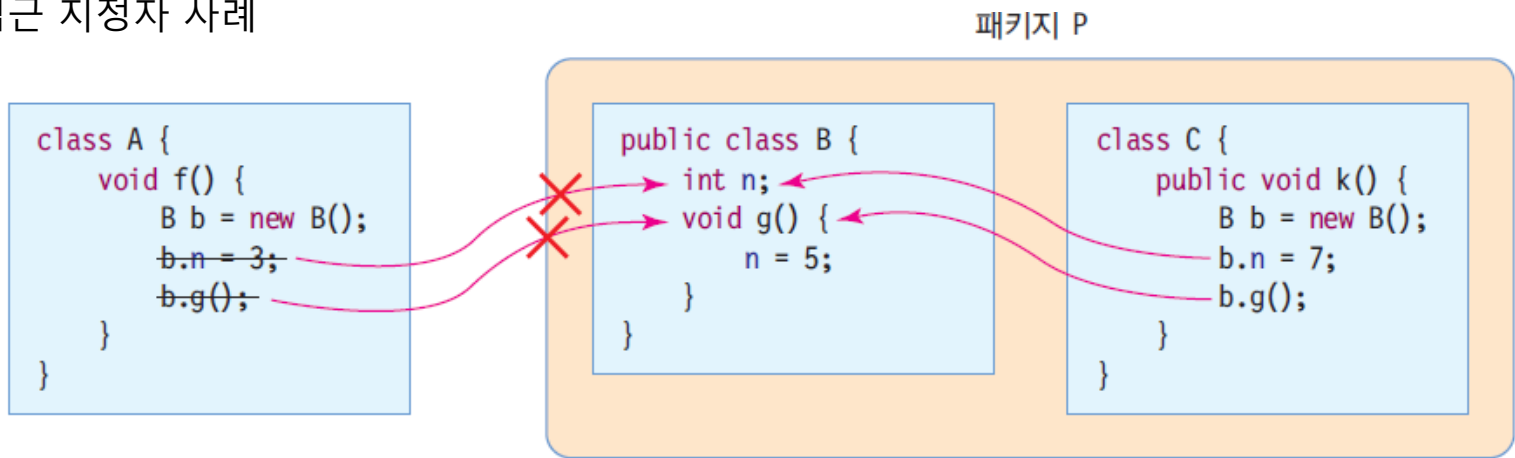 지정자 사례
패키지 P
class A {
void f() {
B b = new B();
b.n = 3;
b.g();
}
}
public class B {
int n;
void g() {
n = 5;
}
}
class C {
public void k() {
B b = new B();
b.n = 7;
b.g();
}
}